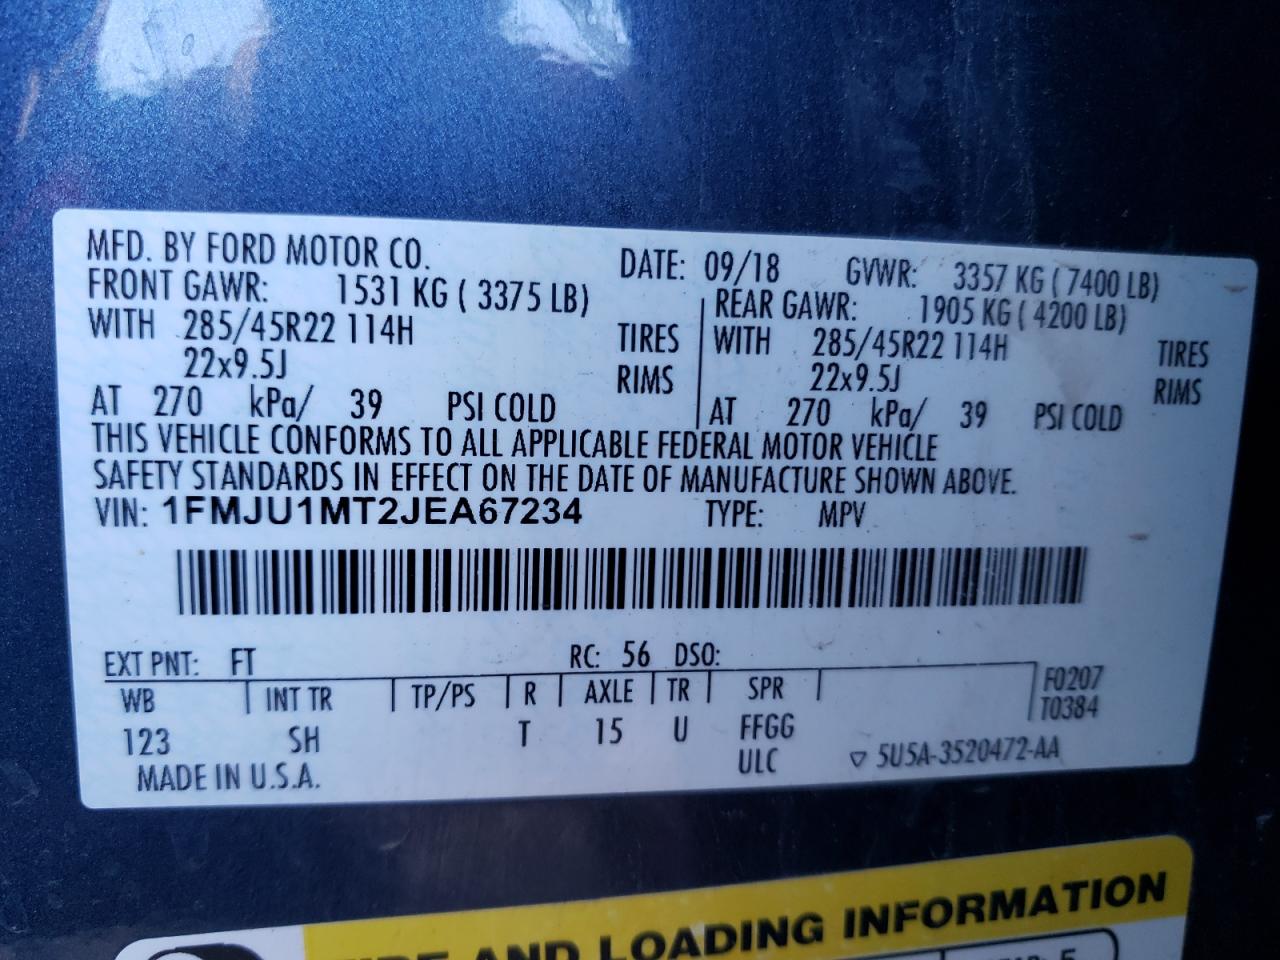 MFD. BY FORD MOTOR CO.
DATE: 09/18 GVWR: 3357 KG ( 7400 LB)
FRONT GAWR: 1531 KG ( 3375 LB)
REAR GAWR: 1905 KG ( 4200 LB)
WITH 285/45R22 114H TIRES
WITH 285/45R22 114H TIRES
22x9.5J RIMS
22x9.5J RIMS
AT 270 kPa/ 39 PSI COLD
AT 270 kPa/ 39 PSI COLD
THIS VEHICLE CONFORMS TO ALL APPLICABLE FEDERAL MOTOR VEHICLE
SAFETY STANDARDS IN EFFECT ON THE DATE OF MANUFACTURE SHOWN ABOVE.
VIN: 1FMJU1MT2JEA67234 TYPE: MPV
EXT PNT: FT RC: 56 DSO:
WB INT TR TP/PS R AXLE TR SPR F0207
T0384
123 SH T 15 U FFGG
ULC ▽ 5U5A-3520472-AA
MADE IN U.S.A.
AND LOADING INFORMATION